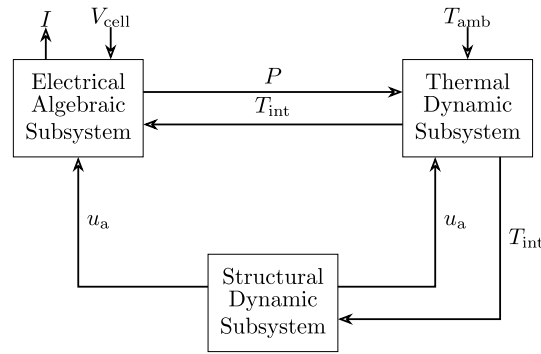 I
V_cell
T_amb
Electrical
Algebraic
Subsystem
P
T_int
Thermal
Dynamic
Subsystem
u_a
u_a
T_int
Structural
Dynamic
Subsystem